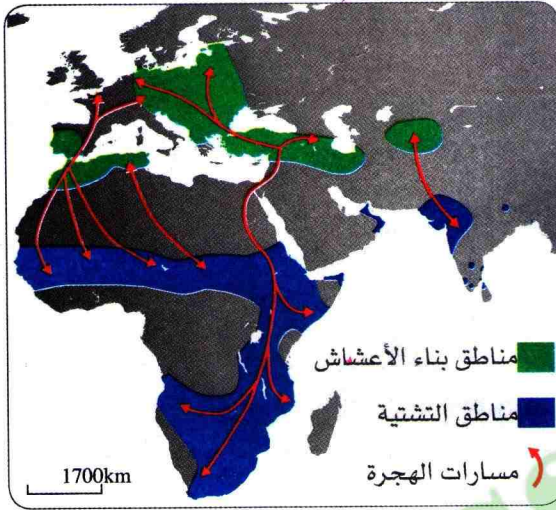 مناطق بناء الأعشاش
مناطق التشتية
مسارات الهجرة
1700km